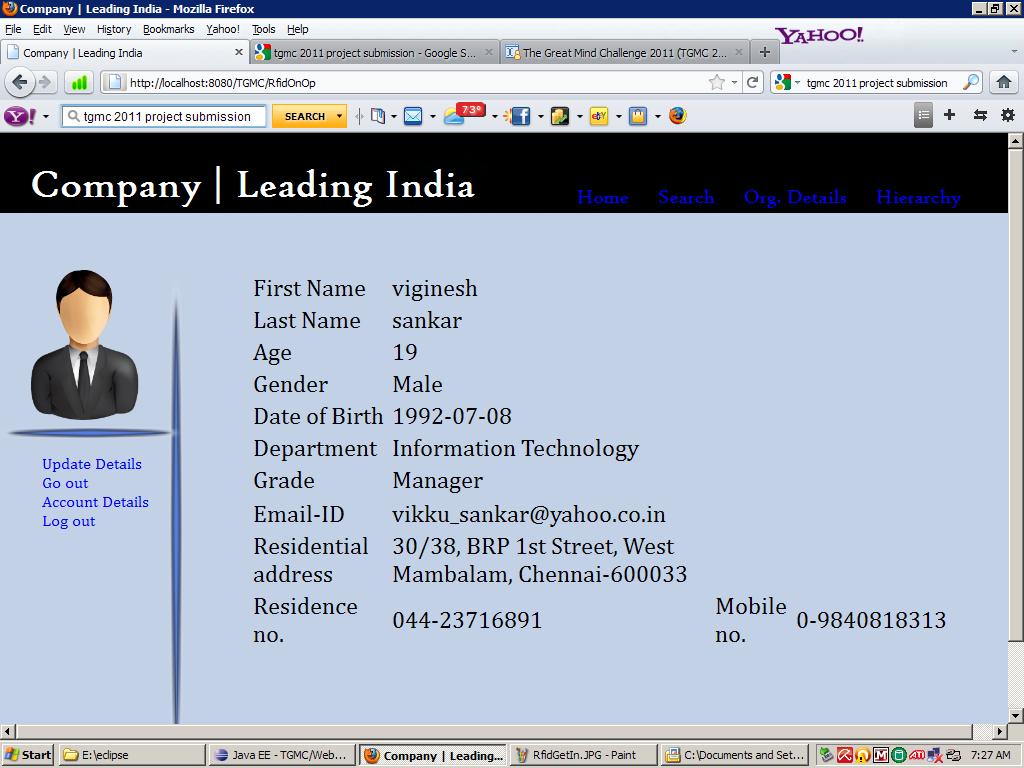 Company | Leading India - Mozilla Firefox
File Edit View History Bookmarks Yahoo! Tools Help
YAHOO!
Company | Leading India
tgmc 2011 project submission - Google S...
The Great Mind Challenge 2011 (TGMC 2...
http://localhost:8080/TGMC/RfidOnOp
tgmc 2011 project submission
Y! tgmc 2011 project submission SEARCH 73° ebY
Company | Leading India
Home Search Org. Details Hierarchy
First Name viginesh
Last Name sankar
Age 19
Gender Male
Date of Birth 1992-07-08
Department Information Technology
Grade Manager
Email-ID vikku_sankar@yahoo.co.in
Residential address 30/38, BRP 1st Street, West
Mambalam, Chennai-600033
Residence no. 044-23716891 Mobile no. 0-9840818313
Update Details
Go out
Account Details
Log out
Start E:\eclipse Java EE - TGMC/Web... Company | Leading... RfidGetIn.JPG - Paint C:\Documents and Set... 7:27 AM